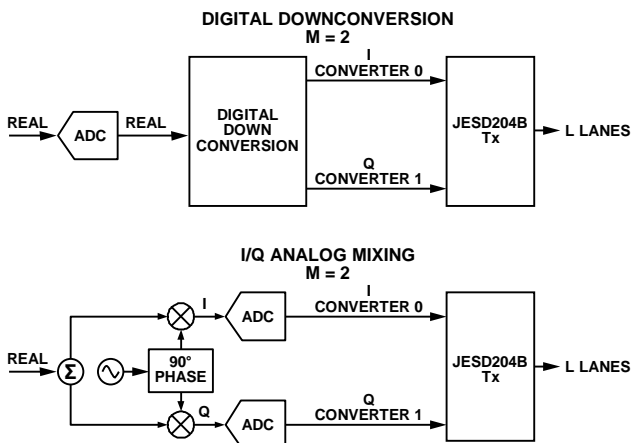 DIGITAL DOWNCONVERSION
M = 2
I
CONVERTER 0
REAL
ADC
REAL
DIGITAL
DOWN
CONVERSION
JESD204B
Tx
L LANES
Q
CONVERTER 1
I/Q ANALOG MIXING
M = 2
I
ADC
I
CONVERTER 0
REAL
Σ
90°
PHASE
JESD204B
Tx
L LANES
Q
ADC
Q
CONVERTER 1